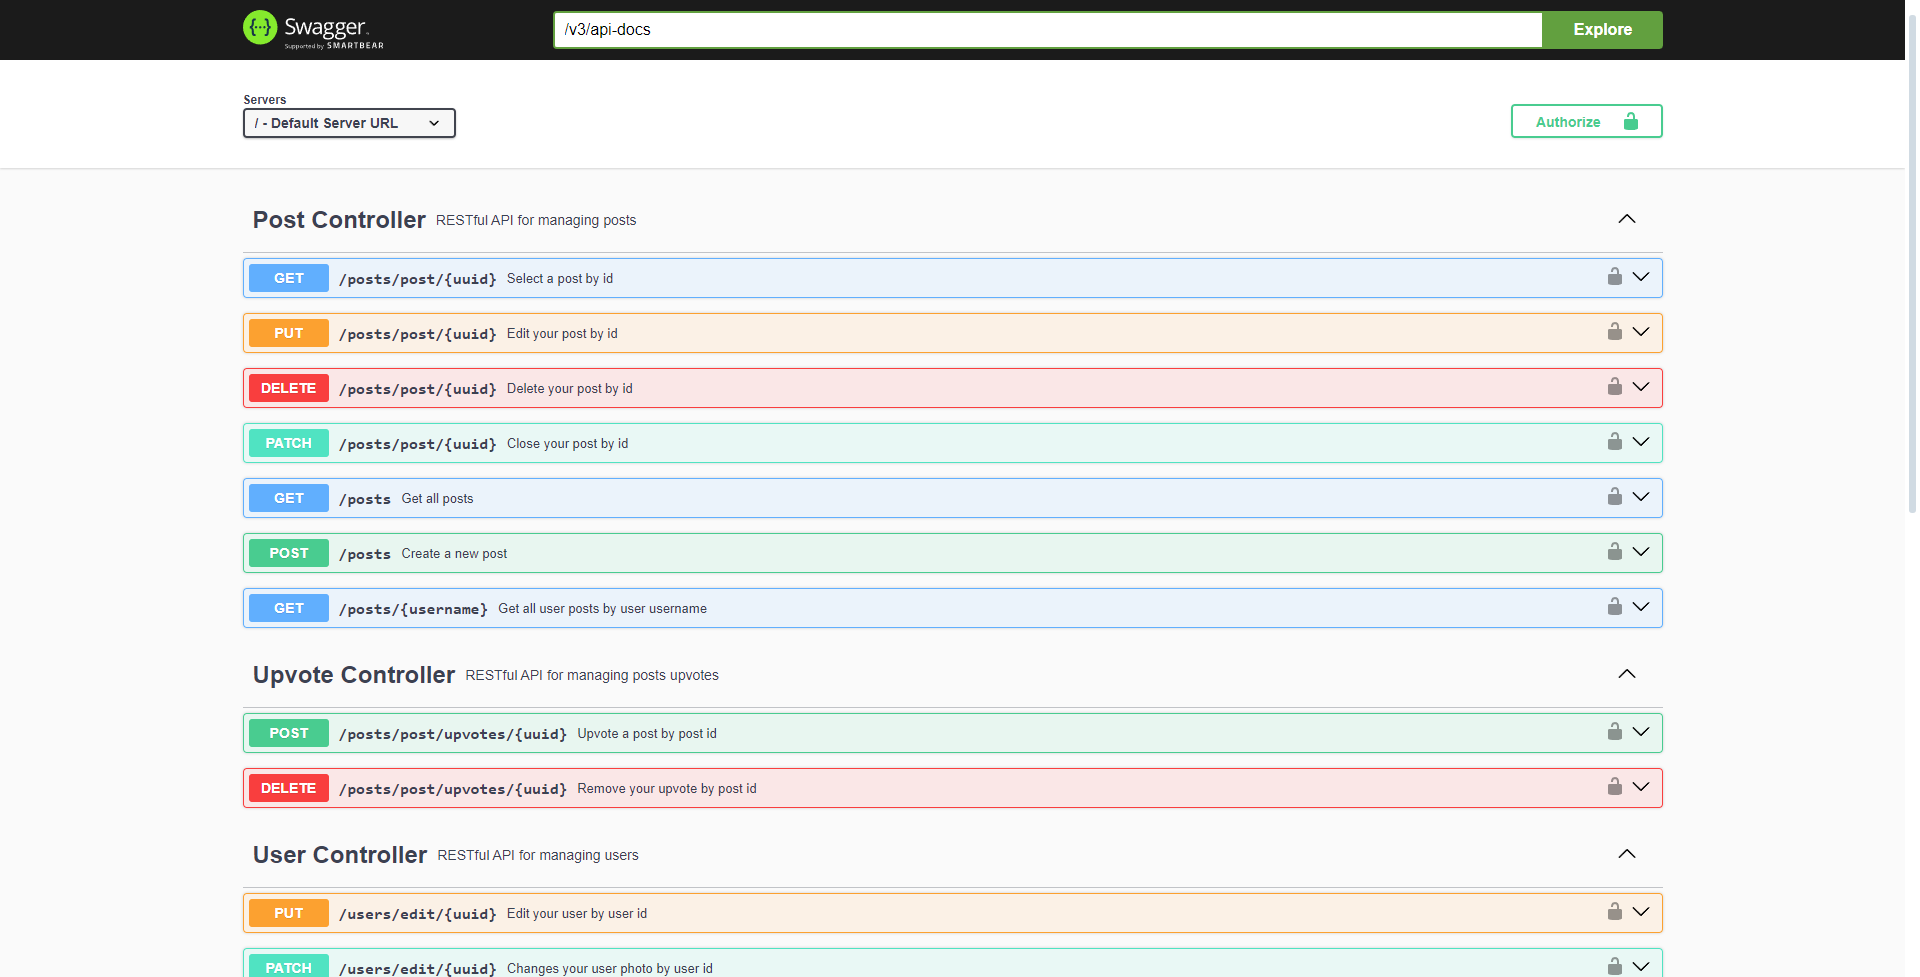 {···} Swagger.
Supported by SMARTBEAR
/v3/api-docs
Explore
Servers
/ - Default Server URL
Authorize
Post Controller RESTful API for managing posts
GET /posts/post/{uuid} Select a post by id
PUT /posts/post/{uuid} Edit your post by id
DELETE /posts/post/{uuid} Delete your post by id
PATCH /posts/post/{uuid} Close your post by id
GET /posts Get all posts
POST /posts Create a new post
GET /posts/{username} Get all user posts by user username
Upvote Controller RESTful API for managing posts upvotes
POST /posts/post/upvotes/{uuid} Upvote a post by post id
DELETE /posts/post/upvotes/{uuid} Remove your upvote by post id
User Controller RESTful API for managing users
PUT /users/edit/{uuid} Edit your user by user id
PATCH /users/edit/{uuid} Changes your user photo by user id